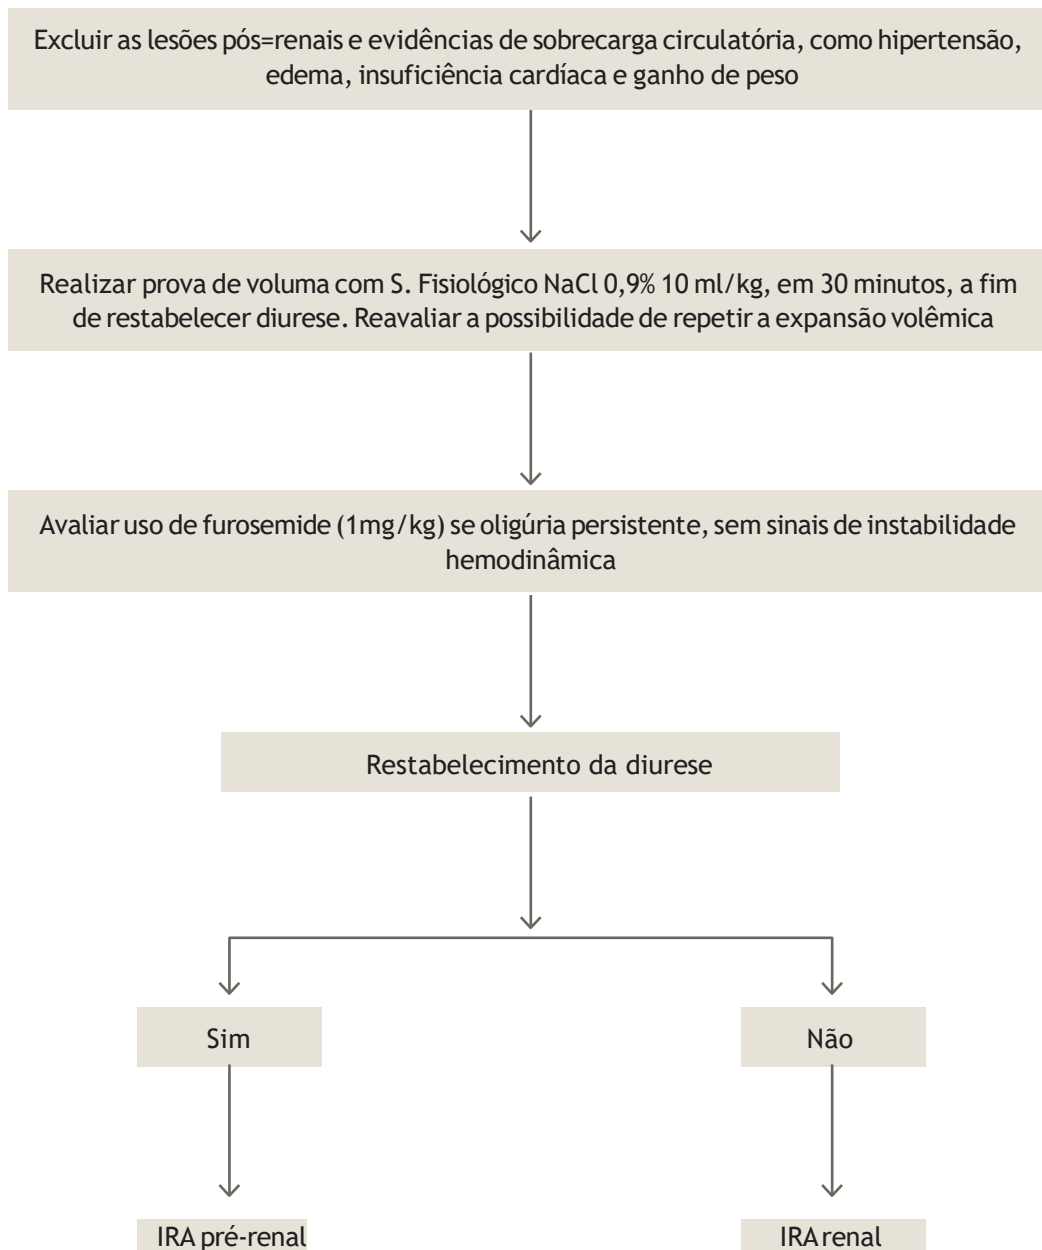 Excluir as lesões pós=renais e evidências de sobrecarga circulatória, como hipertensão,
edema, insuficiência cardíaca e ganho de peso
Realizar prova de voluma com S. Fisiológico NaCl 0,9% 10 ml/kg, em 30 minutos, a fim
de restabelecer diurese. Reavaliar a possibilidade de repetir a expansão volêmica
Avaliar uso de furosemide (1mg/kg) se oligúria persistente, sem sinais de instabilidade
hemodinâmica
Restabelecimento da diurese
Sim
Não
IRA pré-renal
IRA renal